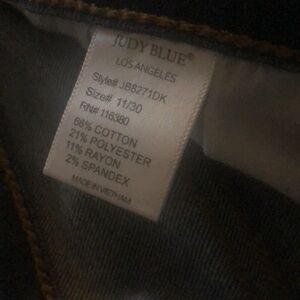 JUDY BLUE®
LOS ANGELES
Style# JB8271DK
Size# 11/30
RN# 116380
66% COTTON
21% POLYESTER
11% RAYON
2% SPANDEX
MADE IN VIETNAM